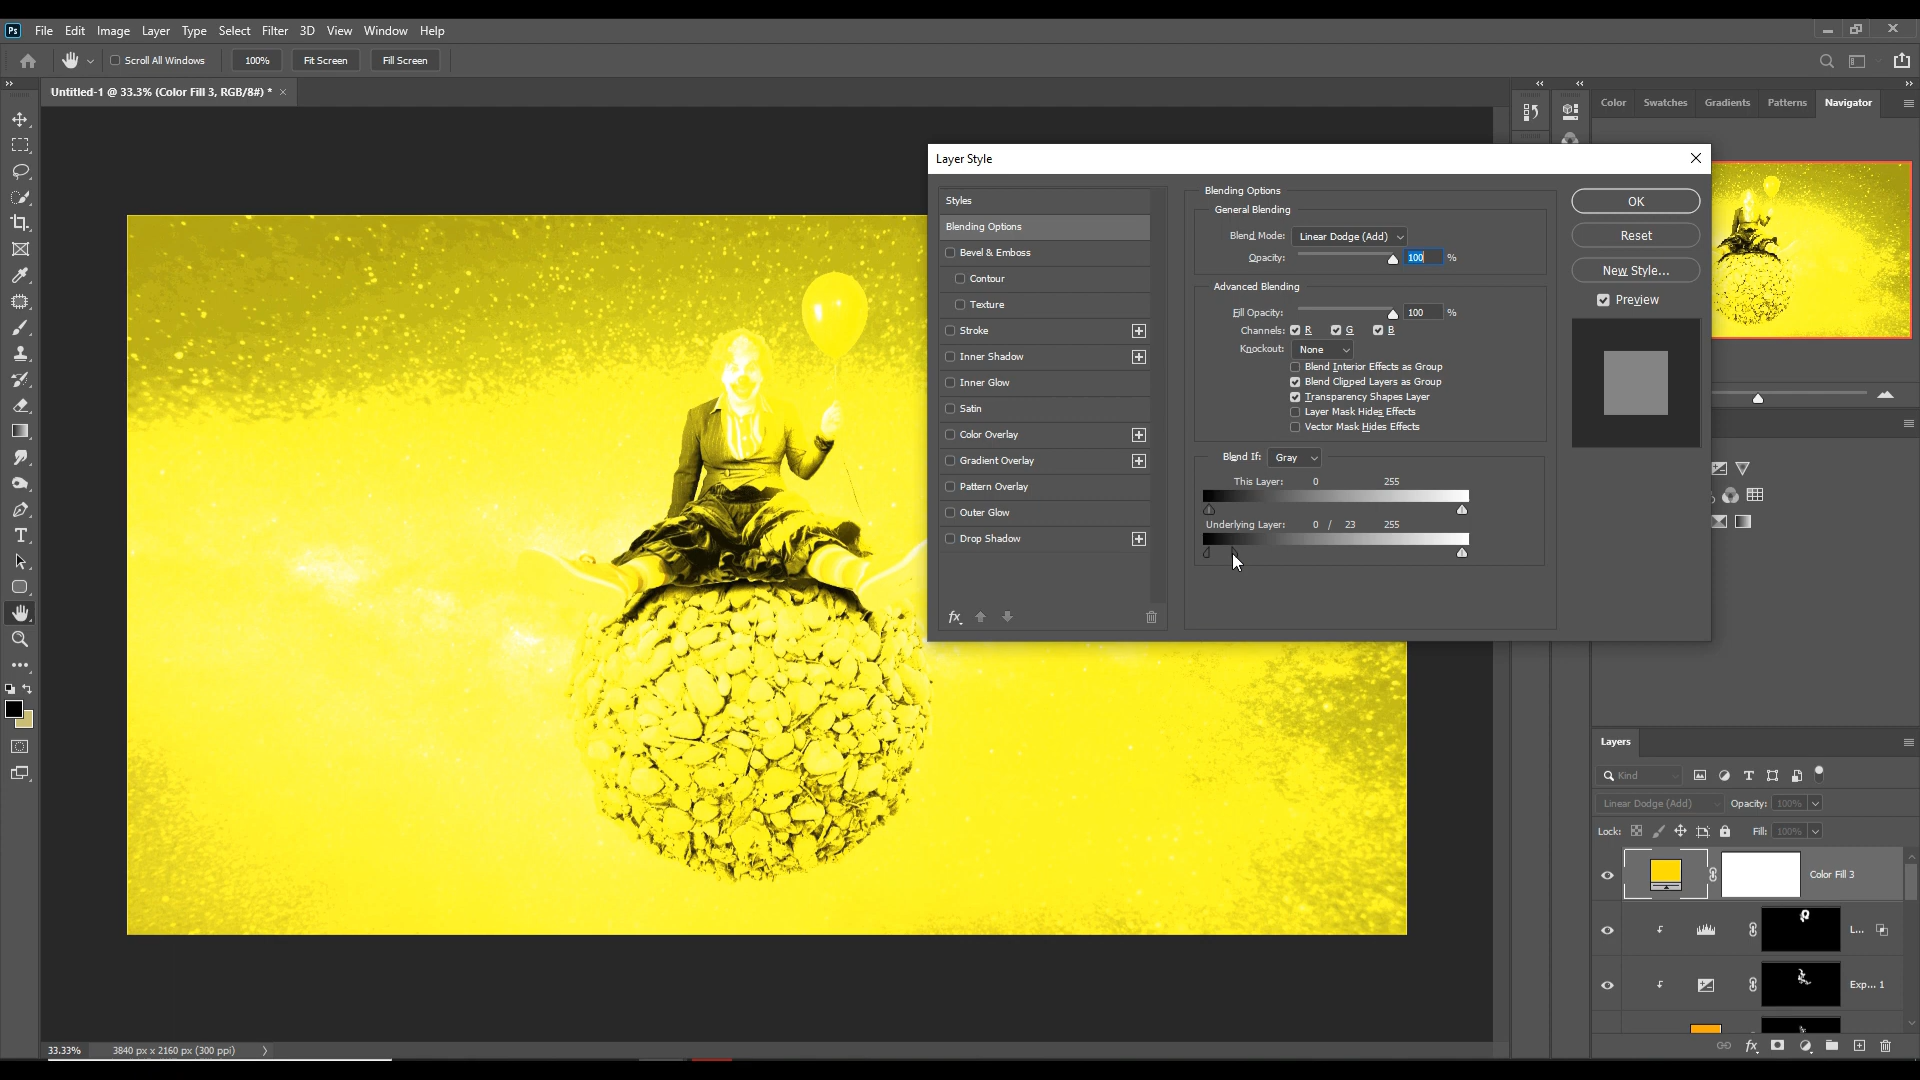 Ps File Edit Image Layer Type Select Filter 3D View Window Help
Scroll All Windows 100% Fit Screen Fill Screen
Untitled-1 @ 33.3% (Color Fill 3, RGB/8#) * ×
Color Swatches Gradients Patterns Navigator
Layer Style
Styles
Blending Options
Bevel & Emboss
Contour
Texture
Stroke
Inner Shadow
Inner Glow
Satin
Color Overlay
Gradient Overlay
Pattern Overlay
Outer Glow
Drop Shadow
fx
Blending Options
General Blending
Blend Mode: Linear Dodge (Add)
Opacity: 100 %
Advanced Blending
Fill Opacity: 100 %
Channels: R G B
Knockout: None
Blend Interior Effects as Group
Blend Clipped Layers as Group
Transparency Shapes Layer
Layer Mask Hides Effects
Vector Mask Hides Effects
Blend If: Gray
This Layer: 0 255
Underlying Layer: 0 / 23 255
OK
Reset
New Style...
Preview
Layers
Kind
Linear Dodge (Add) Opacity: 100%
Lock: Fill: 100%
Color Fill 3
L...
Exp... 1
fx
33.33% 3840 px x 2160 px (300 ppi)